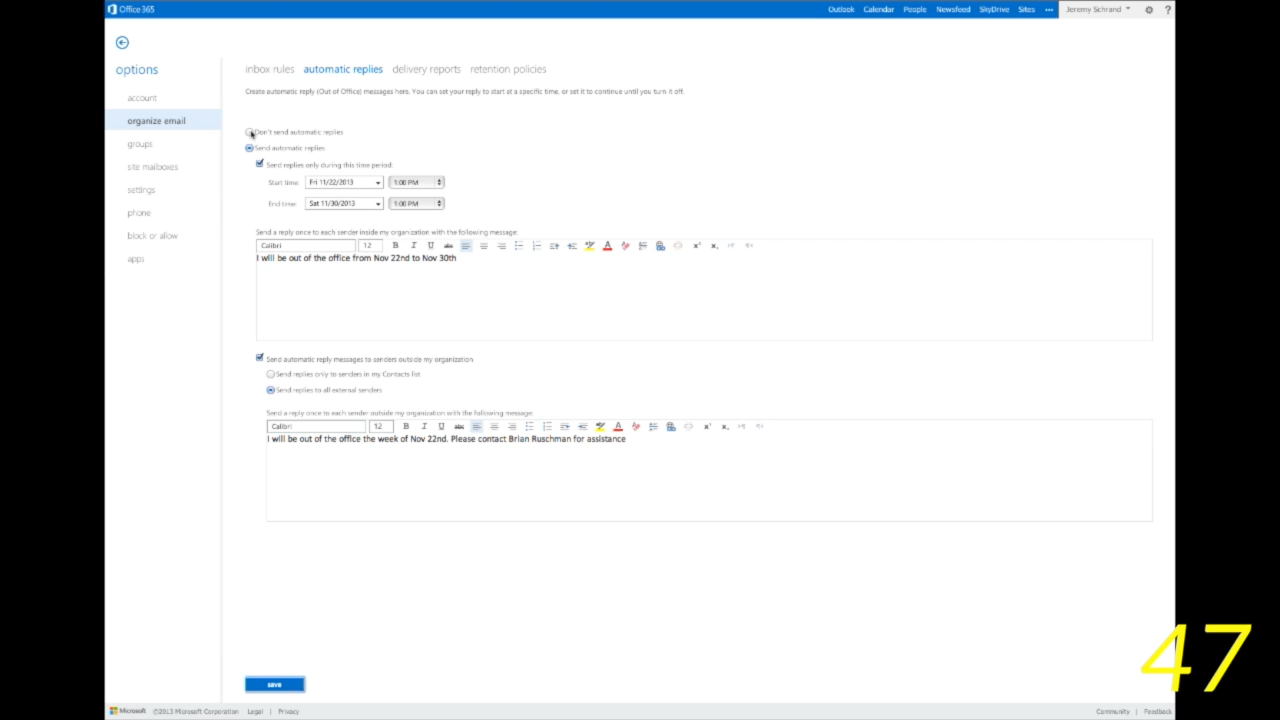 Office 365
Outlook Calendar People Newsfeed SkyDrive Sites ••• Jeremy Schrand ?
options
account
organize email
groups
site mailboxes
settings
phone
block or allow
apps
inbox rules automatic replies delivery reports retention policies
Create automatic reply (Out of Office) messages here. You can set your reply to start at a specific time, or set it to continue until you turn it off.
Don't send automatic replies
Send automatic replies
Send replies only during this time period:
Start time: Fri 11/22/2013 1:00 PM
End time: Sat 11/30/2013 1:00 PM
Send a reply once to each sender inside my organization with the following message:
Calibri 12 B I U abc A x² x₂
I will be out of the office from Nov 22nd to Nov 30th
Send automatic reply messages to senders outside my organization
Send replies only to senders in my Contacts list
Send replies to all external senders
Send a reply once to each sender outside my organization with the following message:
Calibri 12 B I U abc A x² x₂
I will be out of the office the week of Nov 22nd. Please contact Brian Ruschman for assistance
save
47
Microsoft ©2013 Microsoft Corporation Legal | Privacy Community | Feedback